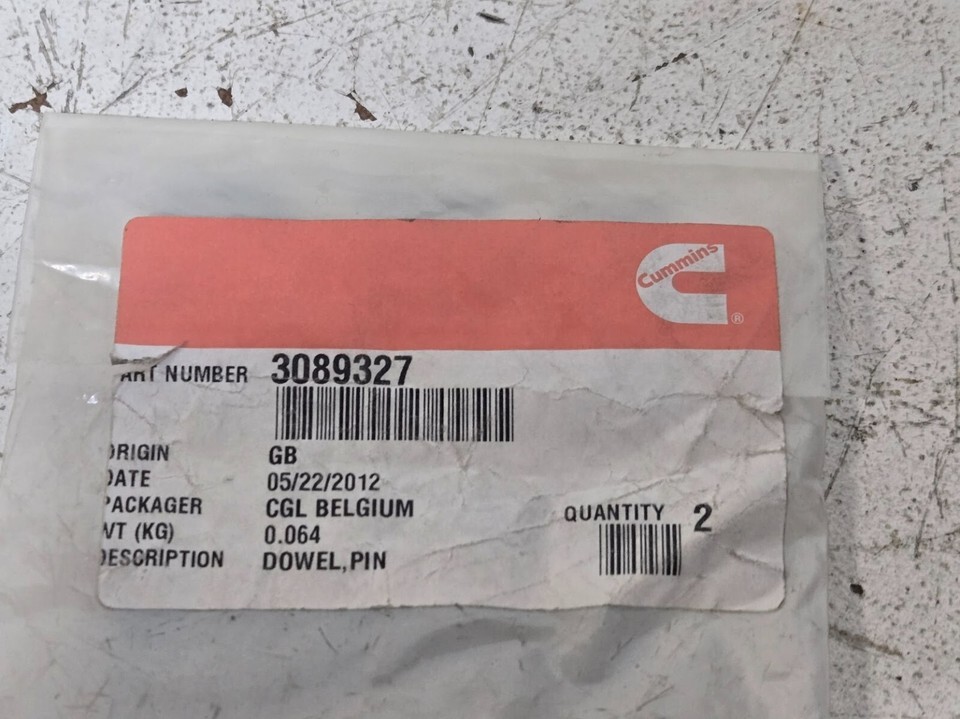 Cummins
®
ART NUMBER 3089327
ORIGIN GB
DATE 05/22/2012
PACKAGER CGL BELGIUM
WT (KG) 0.064
DESCRIPTION DOWEL,PIN
QUANTITY 2